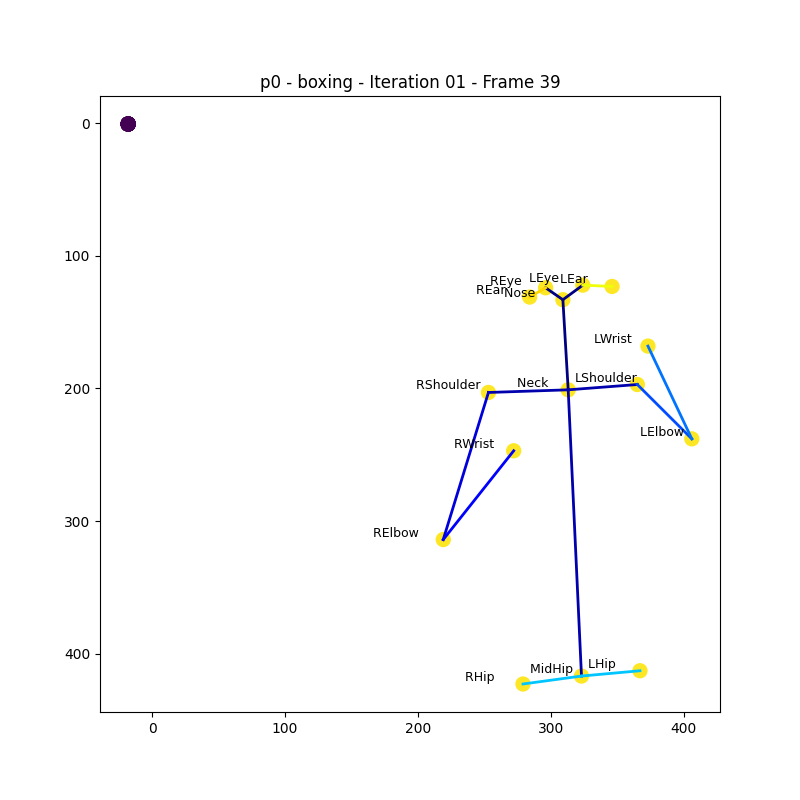 p0 - boxing - Iteration 01 - Frame 39
0
100
200
300
400
REye
LEye
LEar
REar
Nose
LWrist
RShoulder
Neck
LShoulder
LElbow
RWrist
RElbow
MidHip
LHip
RHip
0
100
200
300
400